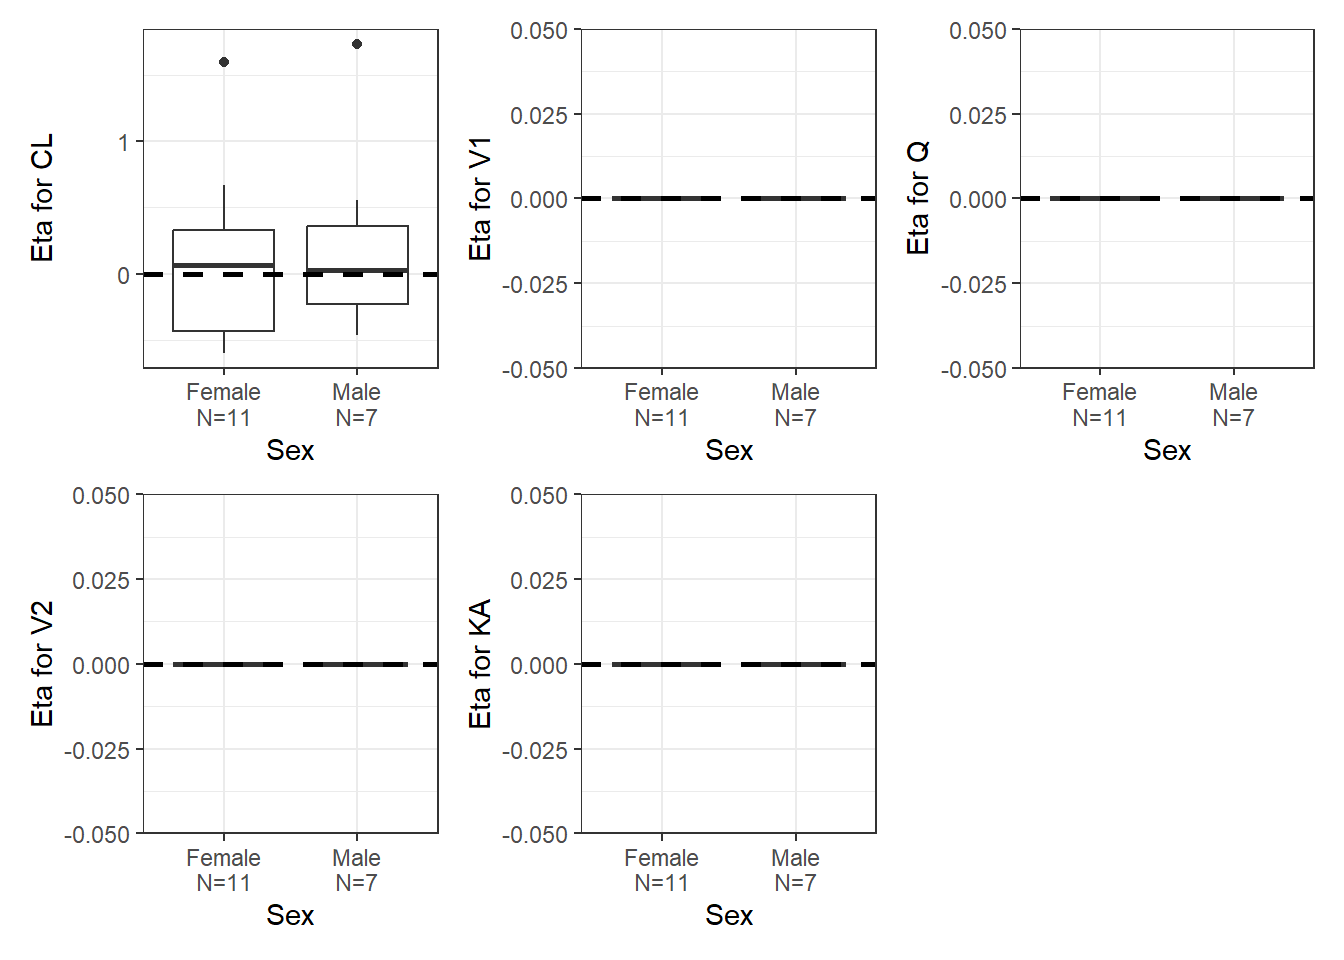 Eta for CL
1
0
Female
N=11
Male
N=7
Sex
Eta for V1
0.050
0.025
0.000
-0.025
-0.050
Female
N=11
Male
N=7
Sex
Eta for Q
0.050
0.025
0.000
-0.025
-0.050
Female
N=11
Male
N=7
Sex
Eta for V2
0.050
0.025
0.000
-0.025
-0.050
Female
N=11
Male
N=7
Sex
Eta for KA
0.050
0.025
0.000
-0.025
-0.050
Female
N=11
Male
N=7
Sex